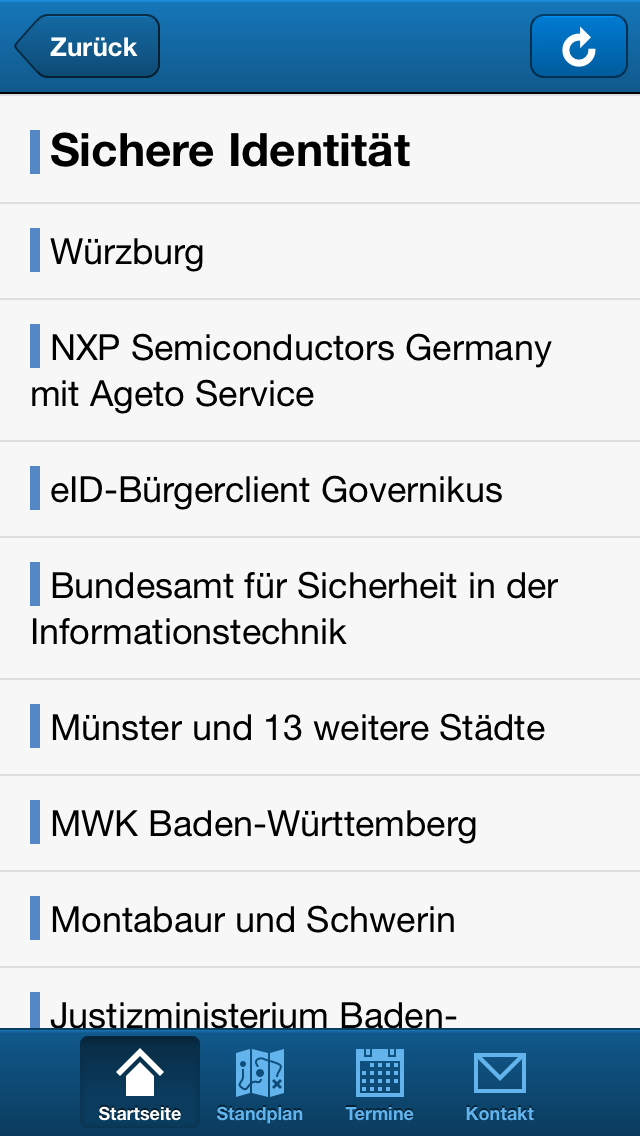 Zurück
Sichere Identität
Würzburg
NXP Semiconductors Germany
mit Ageto Service
eID-Bürgerclient Governikus
Bundesamt für Sicherheit in der
Informationstechnik
Münster und 13 weitere Städte
MWK Baden-Württemberg
Montabaur und Schwerin
Justizministerium Baden-
Startseite Standplan Termine Kontakt